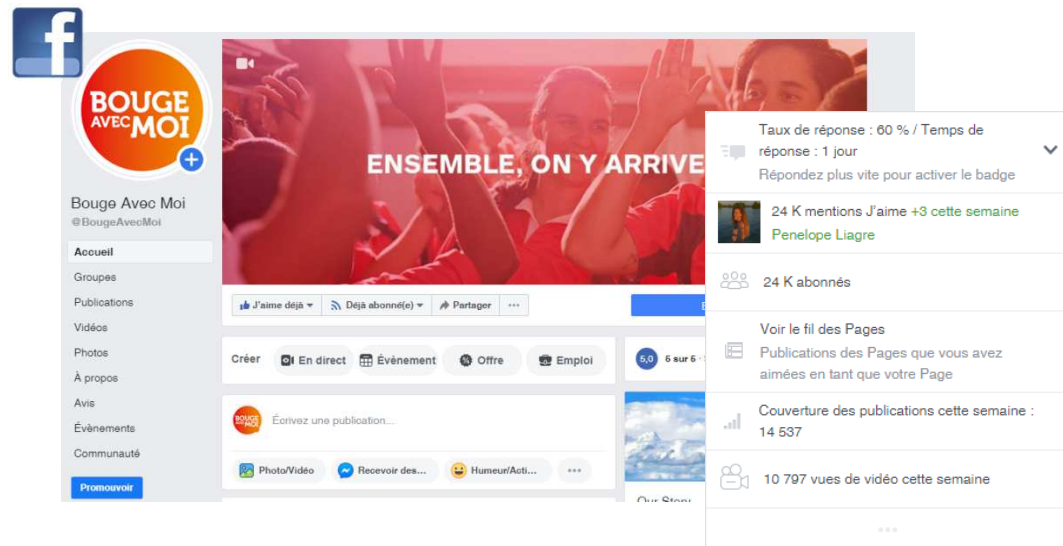 f
BOUGE
AVEC MOI
Bouge Avec Moi
@BougeAvecMoi
Accueil
Groupes
Publications
Vidéos
Photos
À propos
Avis
Évènements
Communauté
Promouvoir
ENSEMBLE, ON Y ARRIVE
J'aime déjà
Déjà abonné(e)
Partager
Créer
En direct
Évènement
Offre
Emploi
BOUGE
AVEC MOI
Écrivez une publication...
Photo/Vidéo
Recevoir des...
Humeur/Acti...
5,0
5 sur 5 ·
Our Story
Taux de réponse : 60 % / Temps de
réponse : 1 jour
Répondez plus vite pour activer le badge
24 K mentions J'aime +3 cette semaine
Penelope Liagre
24 K abonnés
Voir le fil des Pages
Publications des Pages que vous avez
aimées en tant que votre Page
Couverture des publications cette semaine :
14 537
10 797 vues de vidéo cette semaine